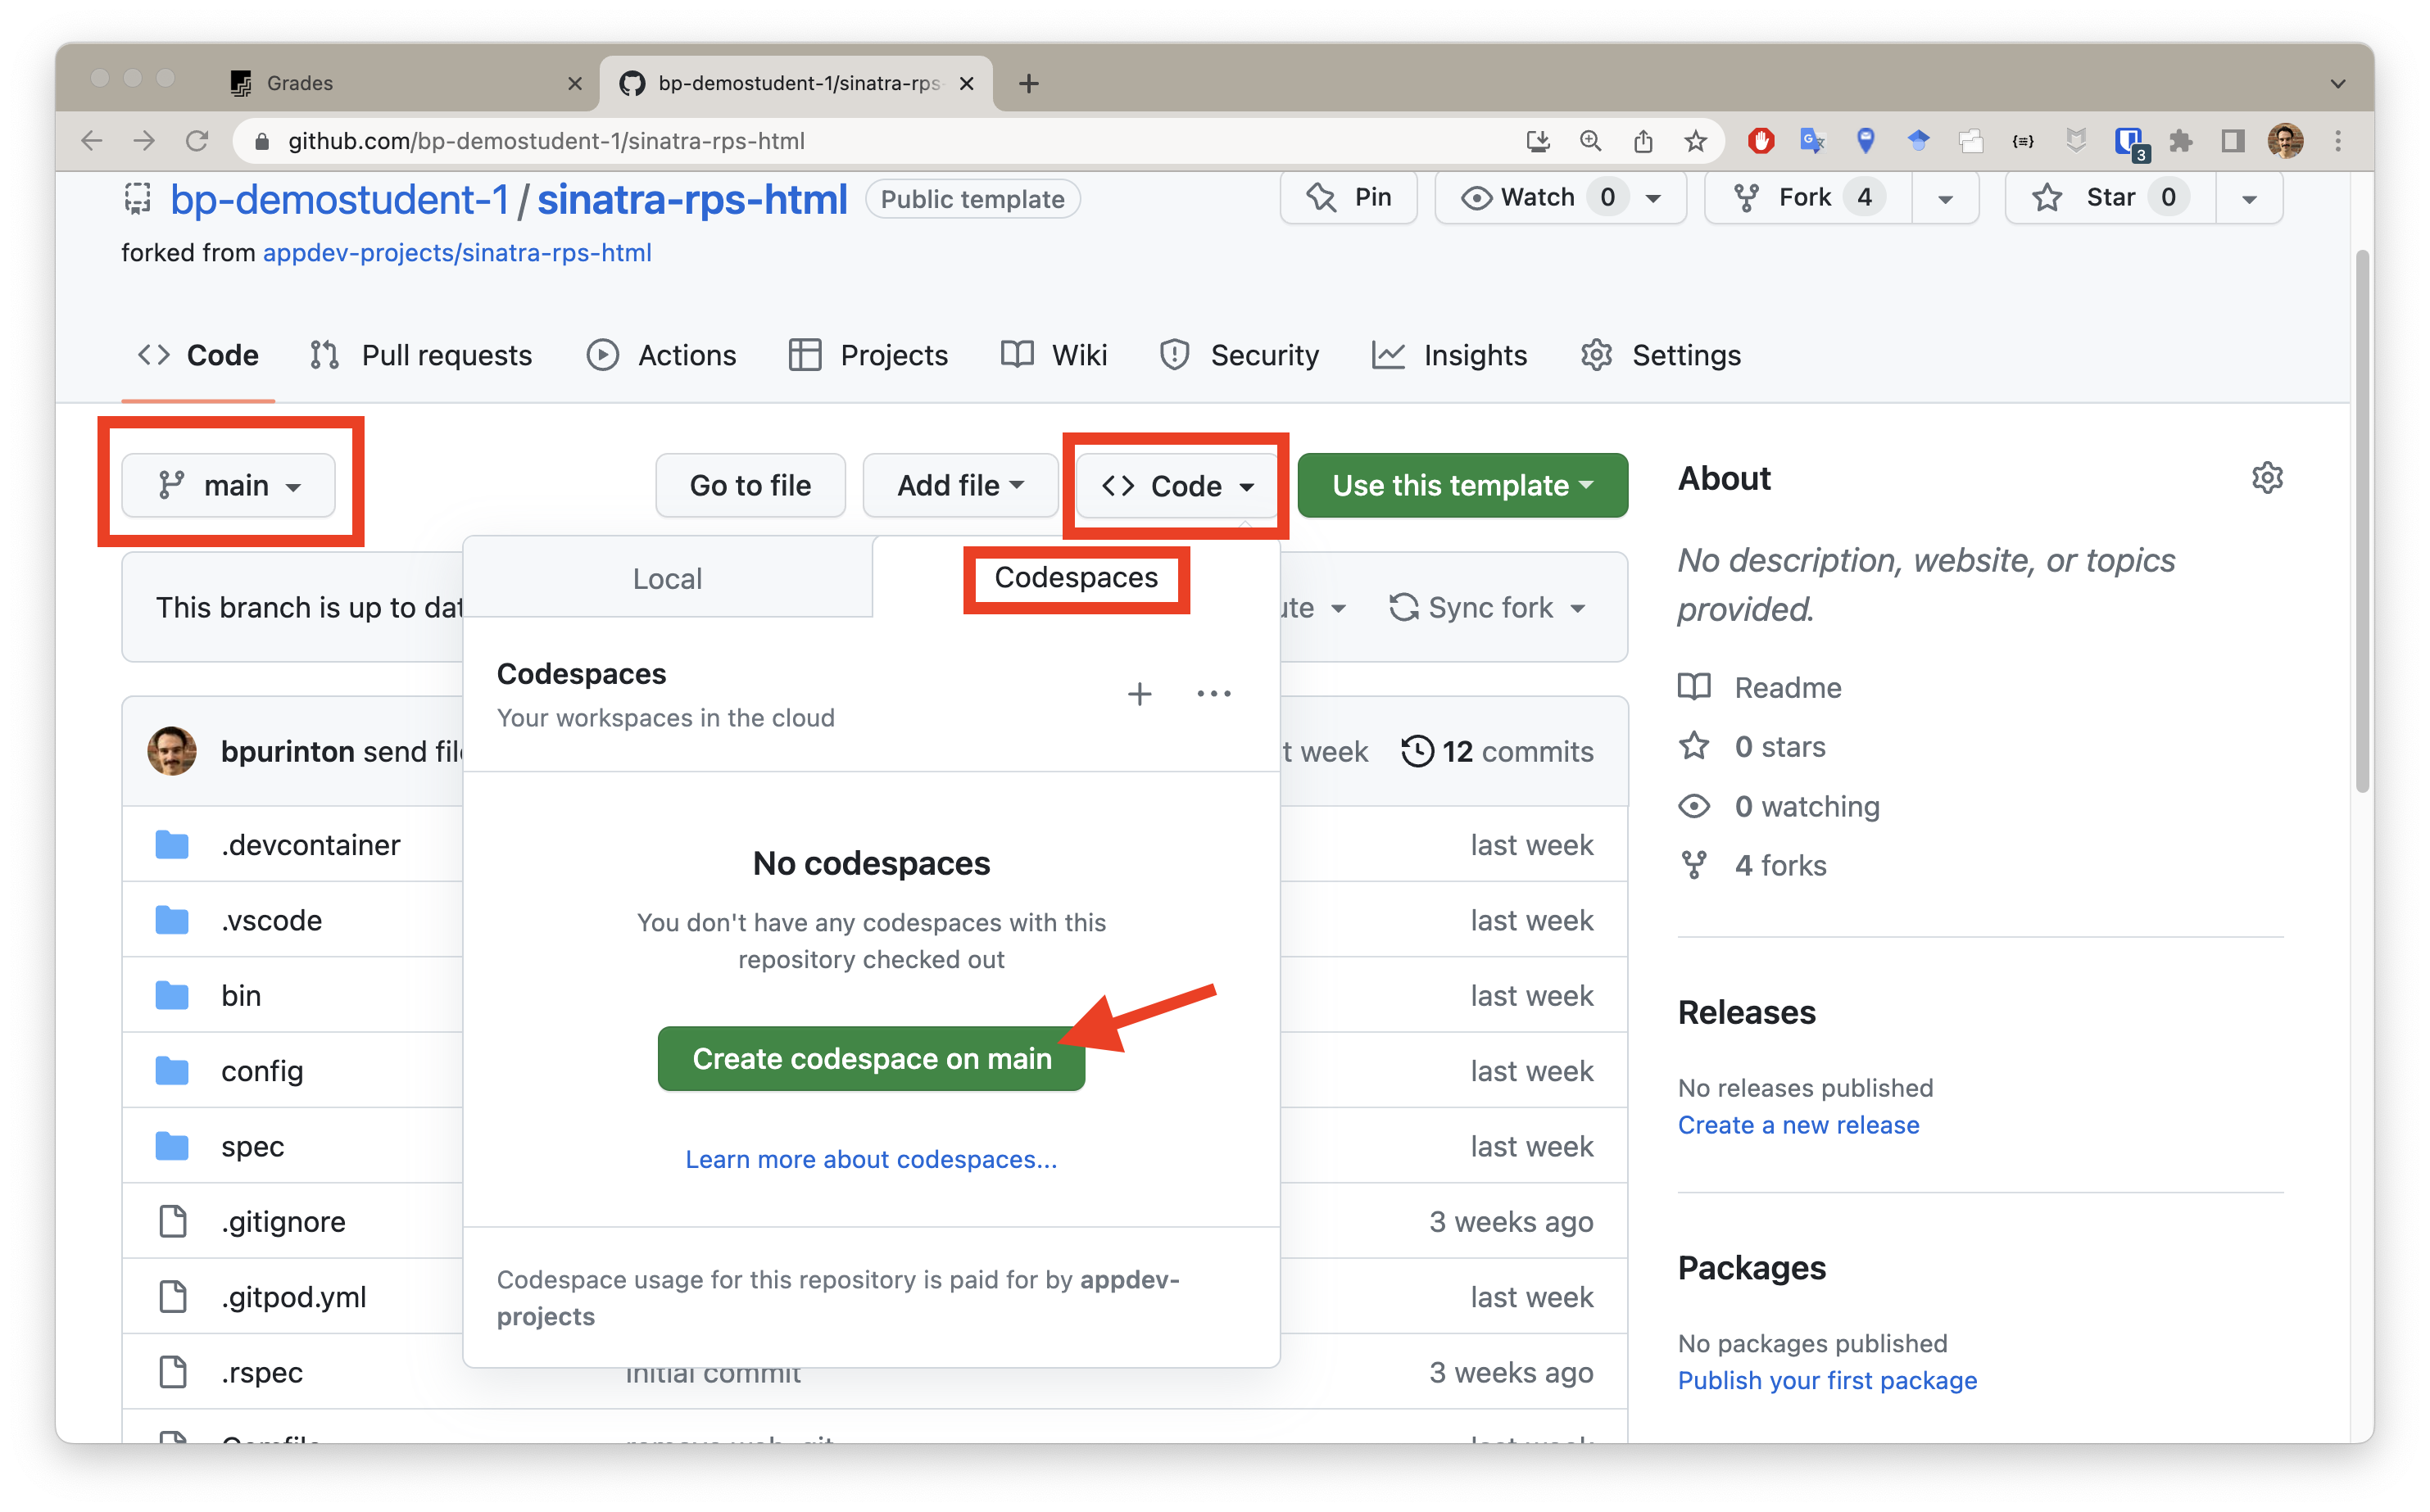 Grades
bp-demostudent-1/sinatra-rps-
github.com/bp-demostudent-1/sinatra-rps-html
3
bp-demostudent-1 / sinatra-rps-html Public template
Pin Watch 0 Fork 4 Star 0
forked from appdev-projects/sinatra-rps-html
Code Pull requests Actions Projects Wiki Security Insights Settings
main Go to file Add file Code Use this template
Local Codespaces
This branch is up to dat
ute Sync fork
Codespaces
Your workspaces in the cloud
bpurinton send file
t week 12 commits
.devcontainer last week
.vscode last week
bin last week
config last week
spec last week
.gitignore 3 weeks ago
.gitpod.yml last week
.rspec Initial commit 3 weeks ago
No codespaces
You don't have any codespaces with this
repository checked out
Create codespace on main
Learn more about codespaces...
Codespace usage for this repository is paid for by appdev-
projects
About
No description, website, or topics
provided.
Readme
0 stars
0 watching
4 forks
Releases
No releases published
Create a new release
Packages
No packages published
Publish your first package